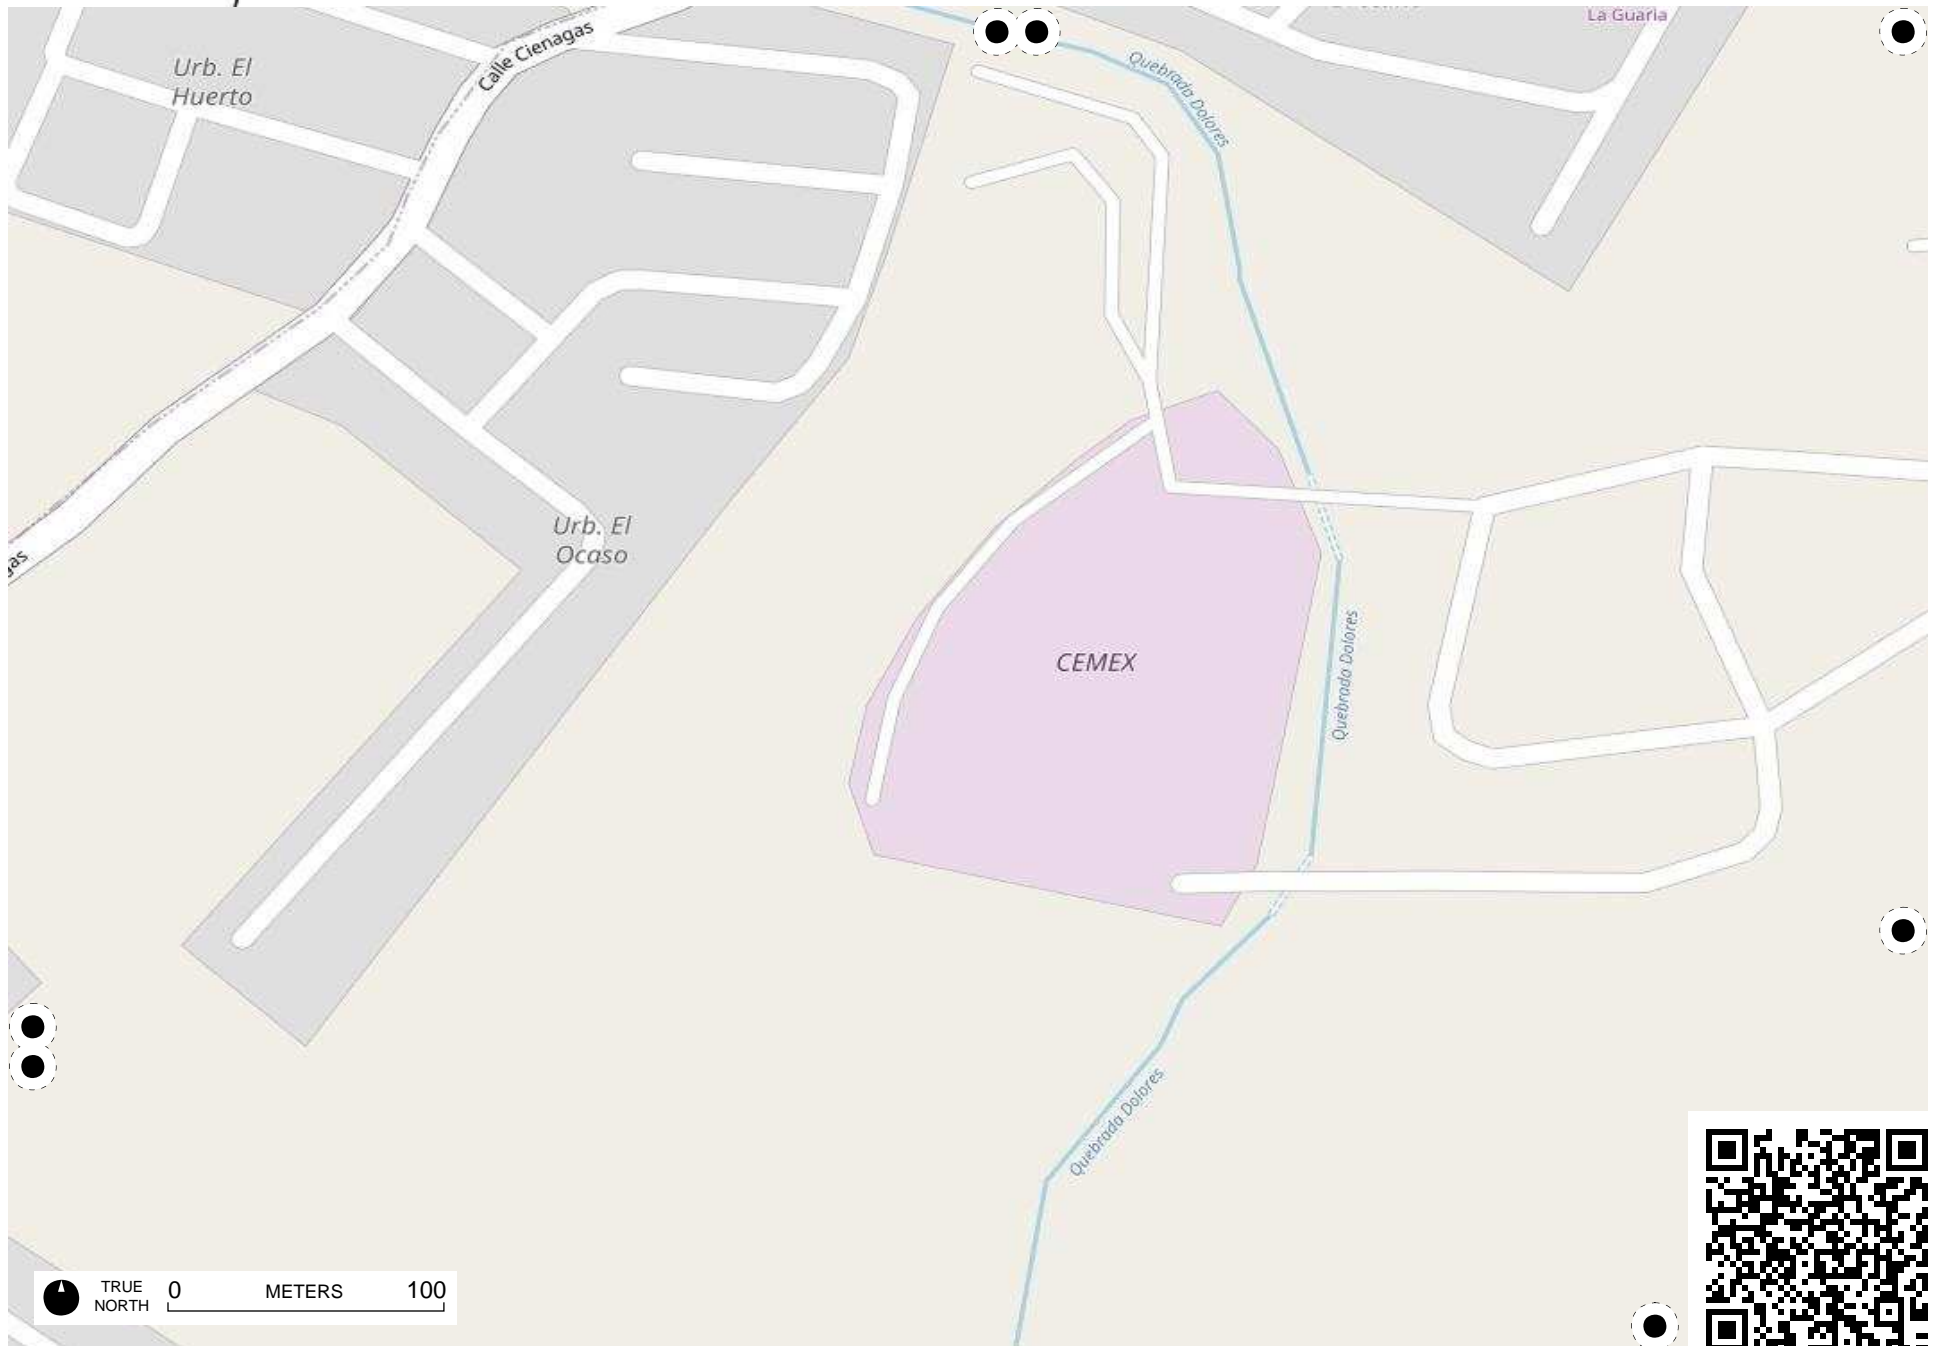 La Guaria
Calle Cienagas
Urb. El
Huerto
Quebrada Dolores
Urb. El
Ocaso
gas
CEMEX
Quebrada Dolores
Quebrada Dolores
TRUE
NORTH
0 METERS 100